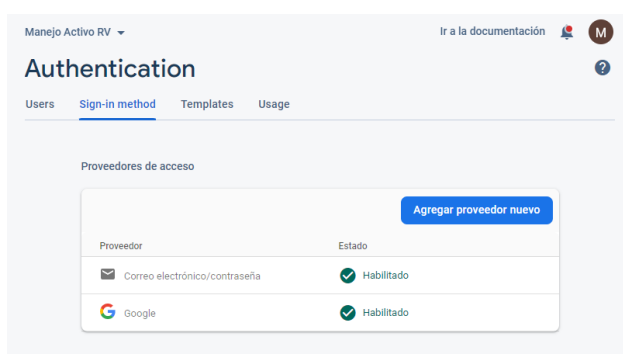 Manejo Activo RV
Ir a la documentación
M
Authentication
?
Users Sign-in method Templates Usage
Proveedores de acceso
Agregar proveedor nuevo
Proveedor Estado
Correo electrónico/contraseña Habilitado
G Google Habilitado